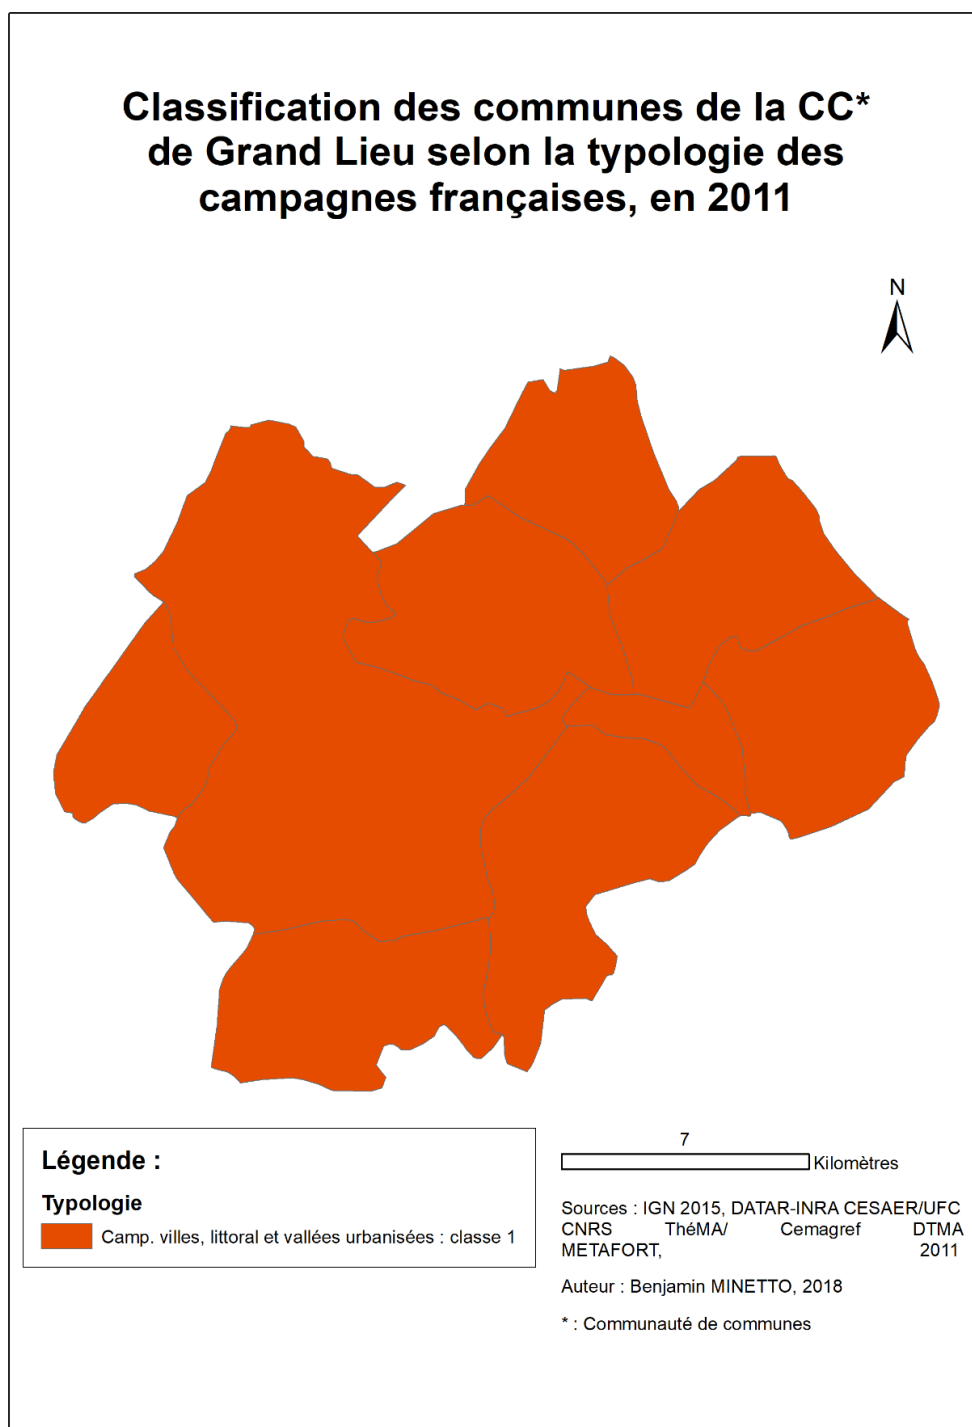 Classification des communes de la CC*
de Grand Lieu selon la typologie des
campagnes françaises, en 2011
N
Légende :
Typologie
Camp. villes, littoral et vallées urbanisées : classe 1
7
Kilomètres
Sources : IGN 2015, DATAR-INRA CESAER/UFC
CNRS ThéMA/ Cemagref DTMA
METAFORT, 2011
Auteur : Benjamin MINETTO, 2018
* : Communauté de communes